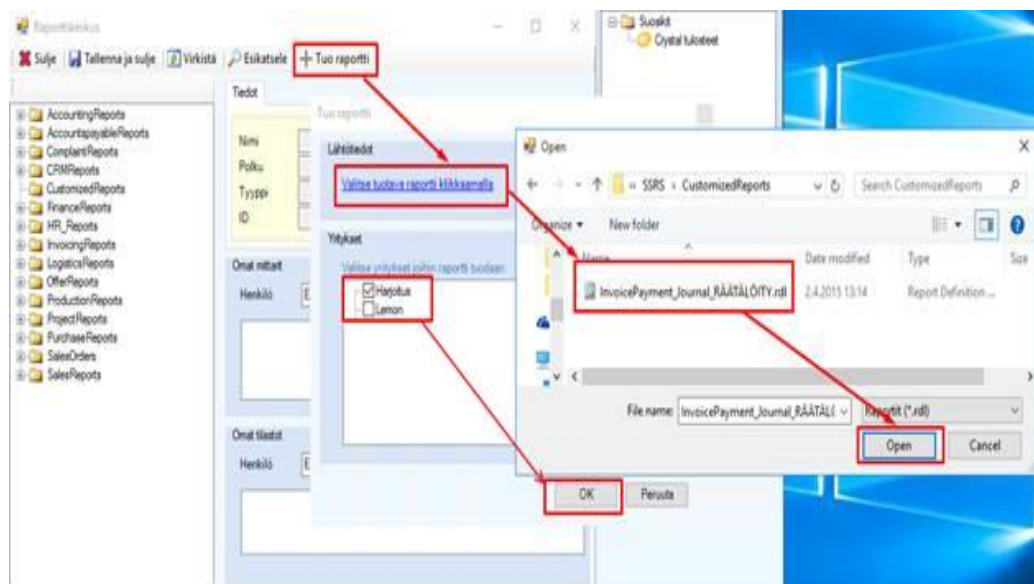 Raporttikeskus
Sulje Tallenna ja sulje Virkistä Esikatsele Tuo raportti
AccountingReports
AccountspayableReports
ComplaintReports
CRMReports
CustomizedReports
FinanceReports
HR_Reports
InvoicingReports
LogisticsReports
OfferReports
ProductionReports
ProjectReports
PurchaseReports
SalesOrders
SalesReports
Tiedot
Nimi
Polku
Tyyppi
ID
Omat mittarit
Henkilö E
Omat tilastot
Henkilö E
Suosikit
Crystal tulosteet
Tuo raportti
Lähtötiedot
Valitse tuotava raportti klikkaamalla
Yritykset
Valitse yritykset joihin raportti tuodaan:
Harjoitus
Lemon
OK Peruuta
Open
« SSRS › CustomizedReports
Search CustomizedReports
Organize New folder
Name Date modified Type Size
InvoicePayment_Journal_RÄÄTÄLÖITY.rdl 2.4.2015 13:14 Report Definition ...
File name: InvoicePayment_Journal_RÄÄTÄL( Raportit (*.rdl)
Open Cancel